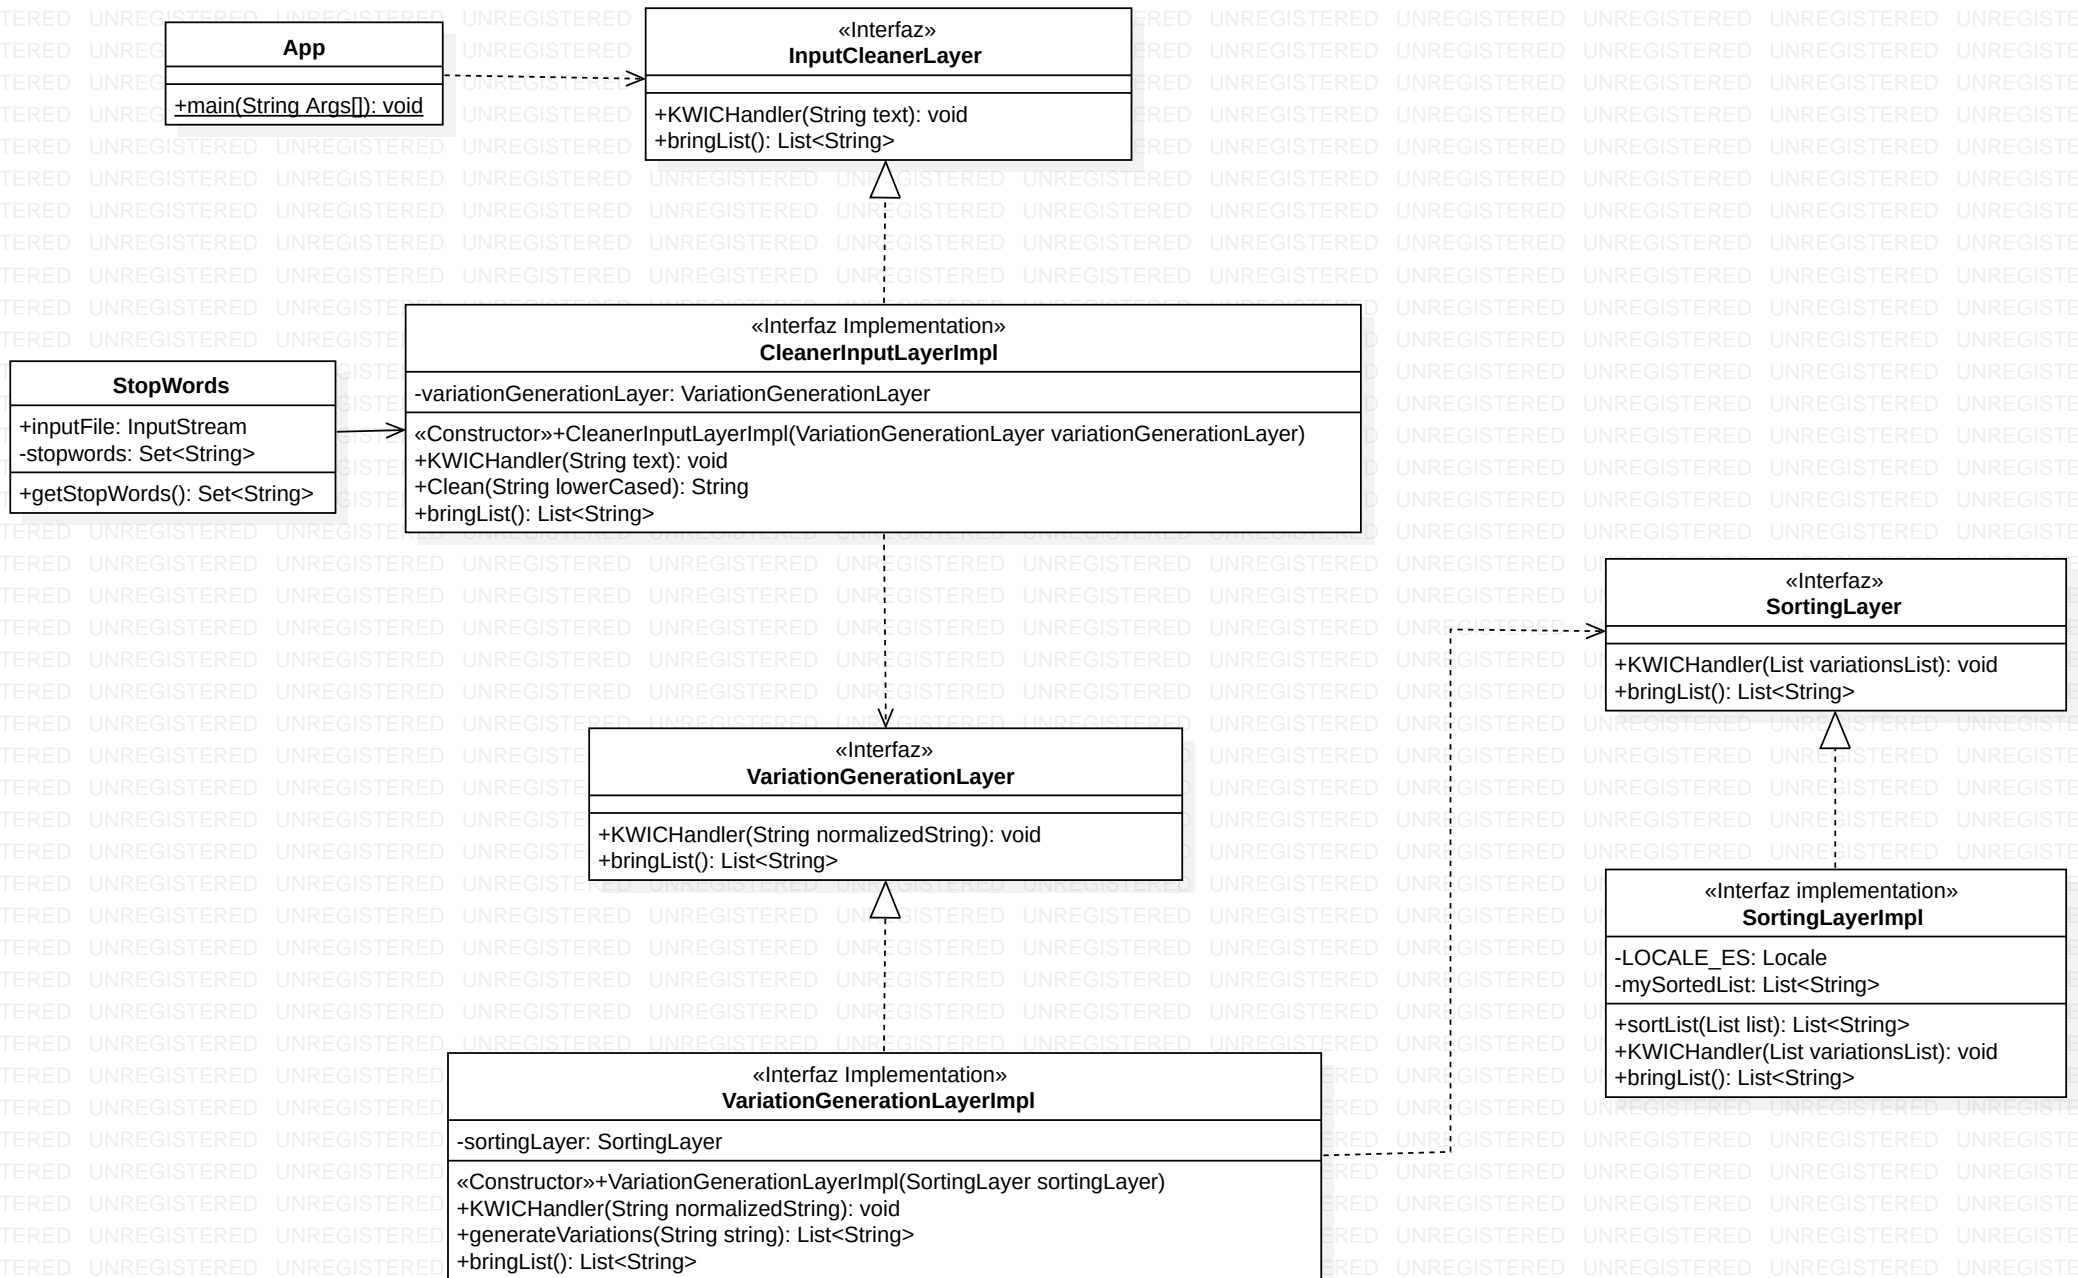 App
+main(String Args[]): void
«Interfaz»
InputCleanerLayer
+KWICHandler(String text): void
+bringList(): List<String>
«Interfaz Implementation»
CleanerInputLayerImpl
-variationGenerationLayer: VariationGenerationLayer
«Constructor»+CleanerInputLayerImpl(VariationGenerationLayer variationGenerationLayer)
+KWICHandler(String text): void
+Clean(String lowerCased): String
+bringList(): List<String>
StopWords
+inputFile: InputStream
-stopwords: Set<String>
+getStopWords(): Set<String>
«Interfaz»
SortingLayer
+KWICHandler(List variationsList): void
+bringList(): List<String>
«Interfaz»
VariationGenerationLayer
+KWICHandler(String normalizedString): void
+bringList(): List<String>
«Interfaz implementation»
SortingLayerImpl
-LOCALE_ES: Locale
-mySortedList: List<String>
+sortList(List list): List<String>
+KWICHandler(List variationsList): void
+bringList(): List<String>
«Interfaz Implementation»
VariationGenerationLayerImpl
-sortingLayer: SortingLayer
«Constructor»+VariationGenerationLayerImpl(SortingLayer sortingLayer)
+KWICHandler(String normalizedString): void
+generateVariations(String string): List<String>
+bringList(): List<String>
UNREGISTERED